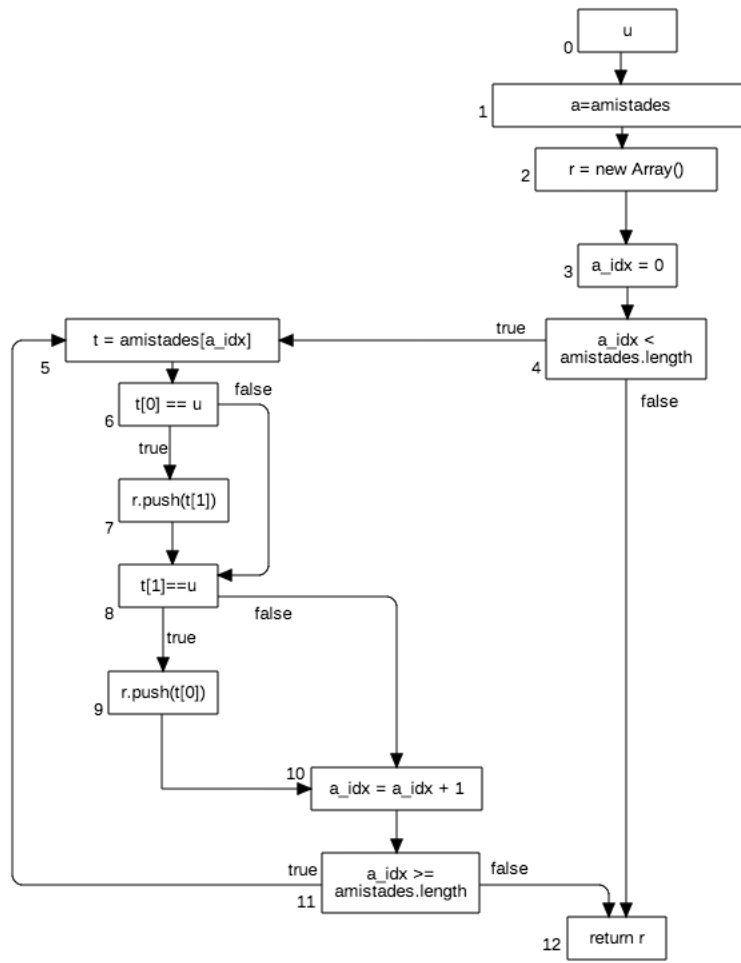 u
0
a=amistades
1
r = new Array()
2
a_idx = 0
3
a_idx <
amistades.length
4
true
false
t = amistades[a_idx]
5
t[0] == u
6
false
true
r.push(t[1])
7
t[1]==u
8
false
true
r.push(t[0])
9
10
a_idx = a_idx + 1
a_idx >=
amistades.length
11
true
false
return r
12